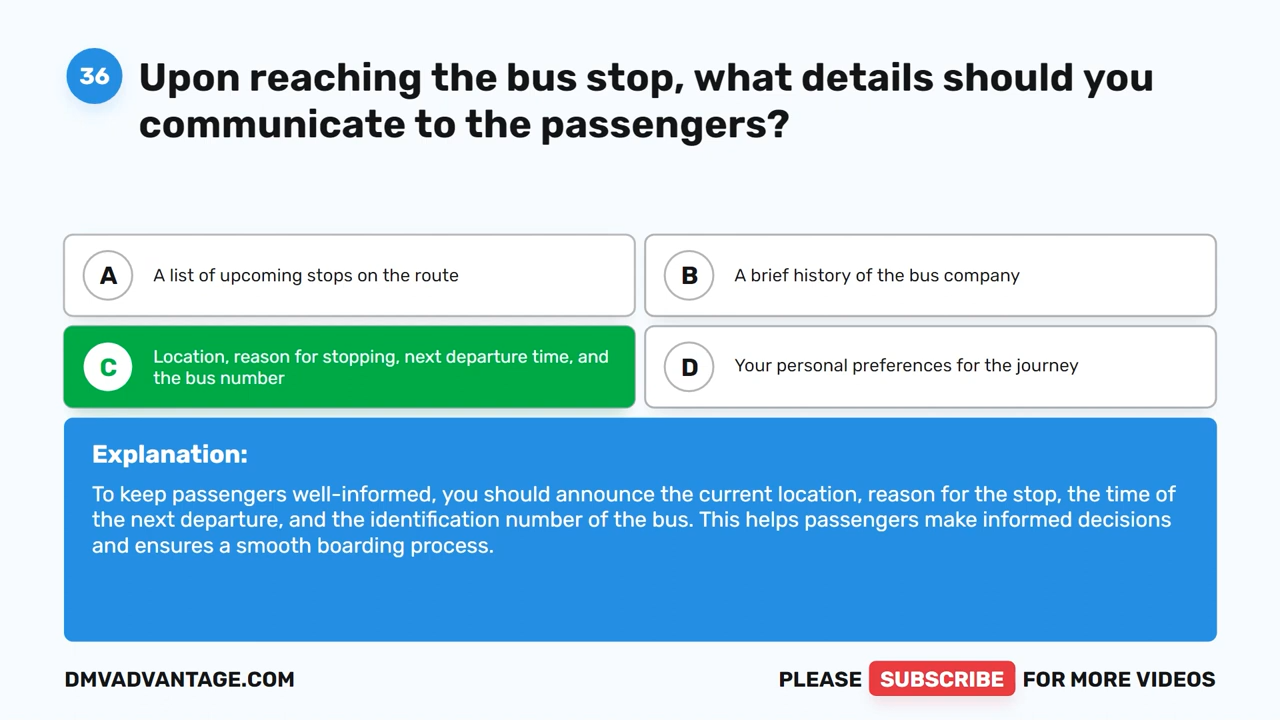 36
Upon reaching the bus stop, what details should you
communicate to the passengers?
A
A list of upcoming stops on the route
B
A brief history of the bus company
C
Location, reason for stopping, next departure time, and
the bus number
D
Your personal preferences for the journey
Explanation:
To keep passengers well-informed, you should announce the current location, reason for the stop, the time of
the next departure, and the identification number of the bus. This helps passengers make informed decisions
and ensures a smooth boarding process.
DMVADVANTAGE.COM
PLEASE SUBSCRIBE FOR MORE VIDEOS